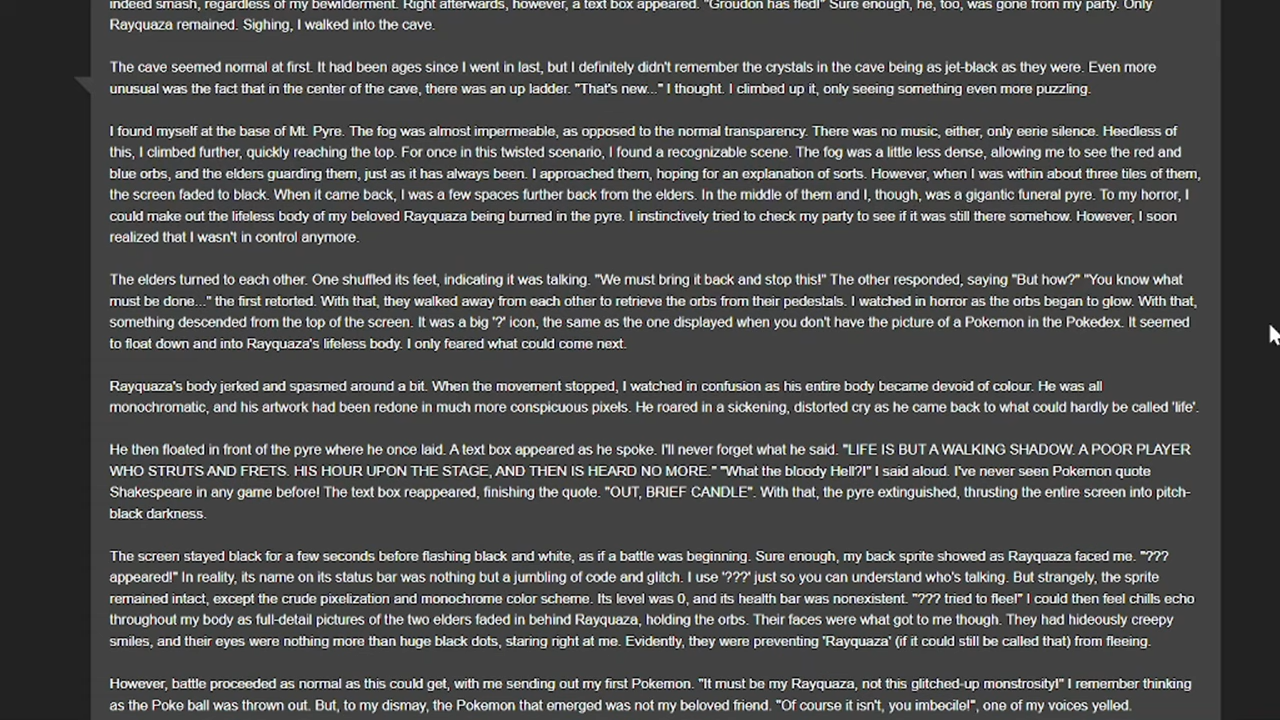 indeed smash, regardless of my bewilderment. Right afterwards, however, a text box appeared. "Groudon has fled!" Sure enough, he, too, was gone from my party. Only
Rayquaza remained. Sighing, I walked into the cave.
The cave seemed normal at first. It had been ages since I went in last, but I definitely didn't remember the crystals in the cave being as jet-black as they were. Even more
unusual was the fact that in the center of the cave, there was an up ladder. "That's new..." I thought. I climbed up it, only seeing something even more puzzling.
I found myself at the base of Mt. Pyre. The fog was almost impermeable, as opposed to the normal transparency. There was no music, either, only eerie silence. Heedless of
this, I climbed further, quickly reaching the top. For once in this twisted scenario, I found a recognizable scene. The fog was a little less dense, allowing me to see the red and
blue orbs, and the elders guarding them, just as it has always been. I approached them, hoping for an explanation of sorts. However, when I was within about three tiles of them,
the screen faded to black. When it came back, I was a few spaces further back from the elders. In the middle of them and I, though, was a gigantic funeral pyre. To my horror, I
could make out the lifeless body of my beloved Rayquaza being burned in the pyre. I instinctively tried to check my party to see if it was still there somehow. However, I soon
realized that I wasn't in control anymore.
The elders turned to each other. One shuffled its feet, indicating it was talking. "We must bring it back and stop this!" The other responded, saying "But how?" "You know what
must be done..." the first retorted. With that, they walked away from each other to retrieve the orbs from their pedestals. I watched in horror as the orbs began to glow. With that,
something descended from the top of the screen. It was a big '?' icon, the same as the one displayed when you don't have the picture of a Pokemon in the Pokedex. It seemed
to float down and into Rayquaza's lifeless body. I only feared what could come next.
Rayquaza's body jerked and spasmed around a bit. When the movement stopped, I watched in confusion as his entire body became devoid of colour. He was all
monochromatic, and his artwork had been redone in much more conspicuous pixels. He roared in a sickening, distorted cry as he came back to what could hardly be called 'life'.
He then floated in front of the pyre where he once laid. A text box appeared as he spoke. I'll never forget what he said. "LIFE IS BUT A WALKING SHADOW. A POOR PLAYER
WHO STRUTS AND FRETS. HIS HOUR UPON THE STAGE, AND THEN IS HEARD NO MORE." "What the bloody Hell?!" I said aloud. I've never seen Pokemon quote
Shakespeare in any game before! The text box reappeared, finishing the quote. "OUT, BRIEF CANDLE". With that, the pyre extinguished, thrusting the entire screen into pitch-
black darkness.
The screen stayed black for a few seconds before flashing black and white, as if a battle was beginning. Sure enough, my back sprite showed as Rayquaza faced me. "???
appeared!" In reality, its name on its status bar was nothing but a jumbling of code and glitch. I use '???' just so you can understand who's talking. But strangely, the sprite
remained intact, except the crude pixelization and monochrome color scheme. Its level was 0, and its health bar was nonexistent. "??? tried to flee!" I could then feel chills echo
throughout my body as full-detail pictures of the two elders faded in behind Rayquaza, holding the orbs. Their faces were what got to me though. They had hideously creepy
smiles, and their eyes were nothing more than huge black dots, staring right at me. Evidently, they were preventing 'Rayquaza' (if it could still be called that) from fleeing.
However, battle proceeded as normal as this could get, with me sending out my first Pokemon. "It must be my Rayquaza, not this glitched-up monstrosity!" I remember thinking
as the Poke ball was thrown out. But, to my dismay, the Pokemon that emerged was not my beloved friend. "Of course it isn't, you imbecile!", one of my voices yelled.